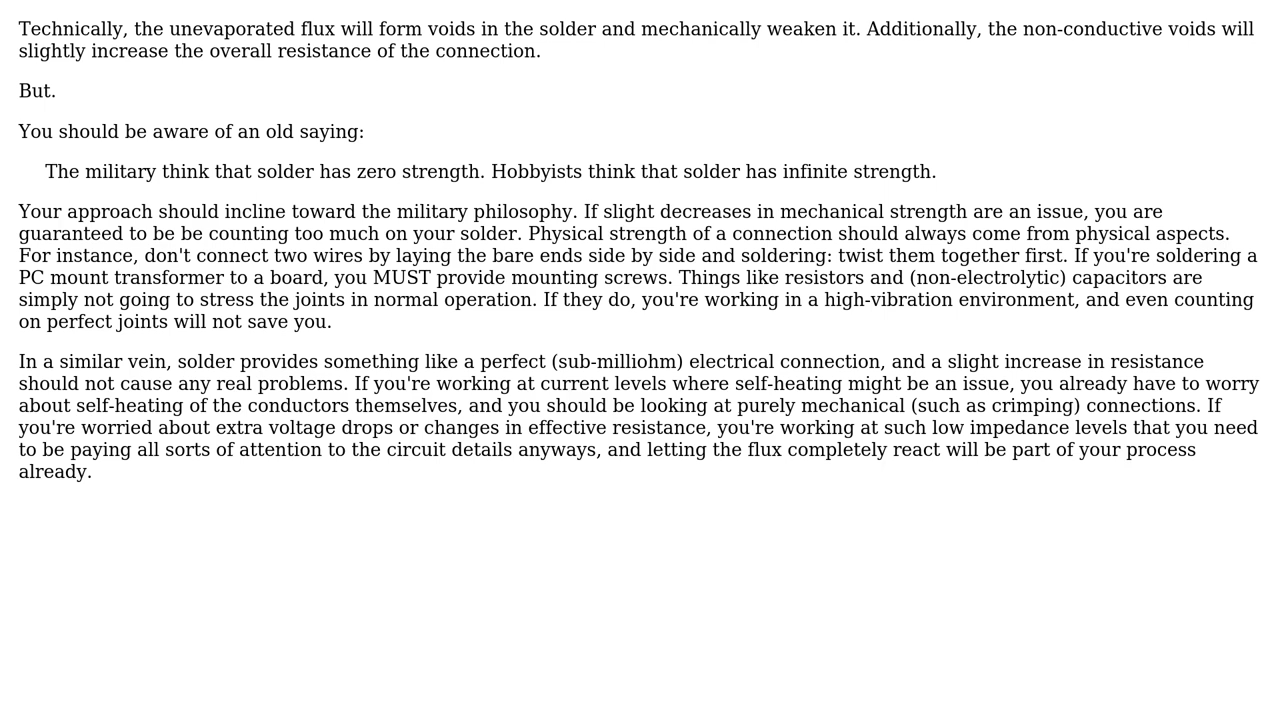 Technically, the unevaporated flux will form voids in the solder and mechanically weaken it. Additionally, the non-conductive voids will
slightly increase the overall resistance of the connection.
But.
You should be aware of an old saying:
The military think that solder has zero strength. Hobbyists think that solder has infinite strength.
Your approach should incline toward the military philosophy. If slight decreases in mechanical strength are an issue, you are
guaranteed to be be counting too much on your solder. Physical strength of a connection should always come from physical aspects.
For instance, don't connect two wires by laying the bare ends side by side and soldering: twist them together first. If you're soldering a
PC mount transformer to a board, you MUST provide mounting screws. Things like resistors and (non-electrolytic) capacitors are
simply not going to stress the joints in normal operation. If they do, you're working in a high-vibration environment, and even counting
on perfect joints will not save you.
In a similar vein, solder provides something like a perfect (sub-milliohm) electrical connection, and a slight increase in resistance
should not cause any real problems. If you're working at current levels where self-heating might be an issue, you already have to worry
about self-heating of the conductors themselves, and you should be looking at purely mechanical (such as crimping) connections. If
you're worried about extra voltage drops or changes in effective resistance, you're working at such low impedance levels that you need
to be paying all sorts of attention to the circuit details anyways, and letting the flux completely react will be part of your process
already.